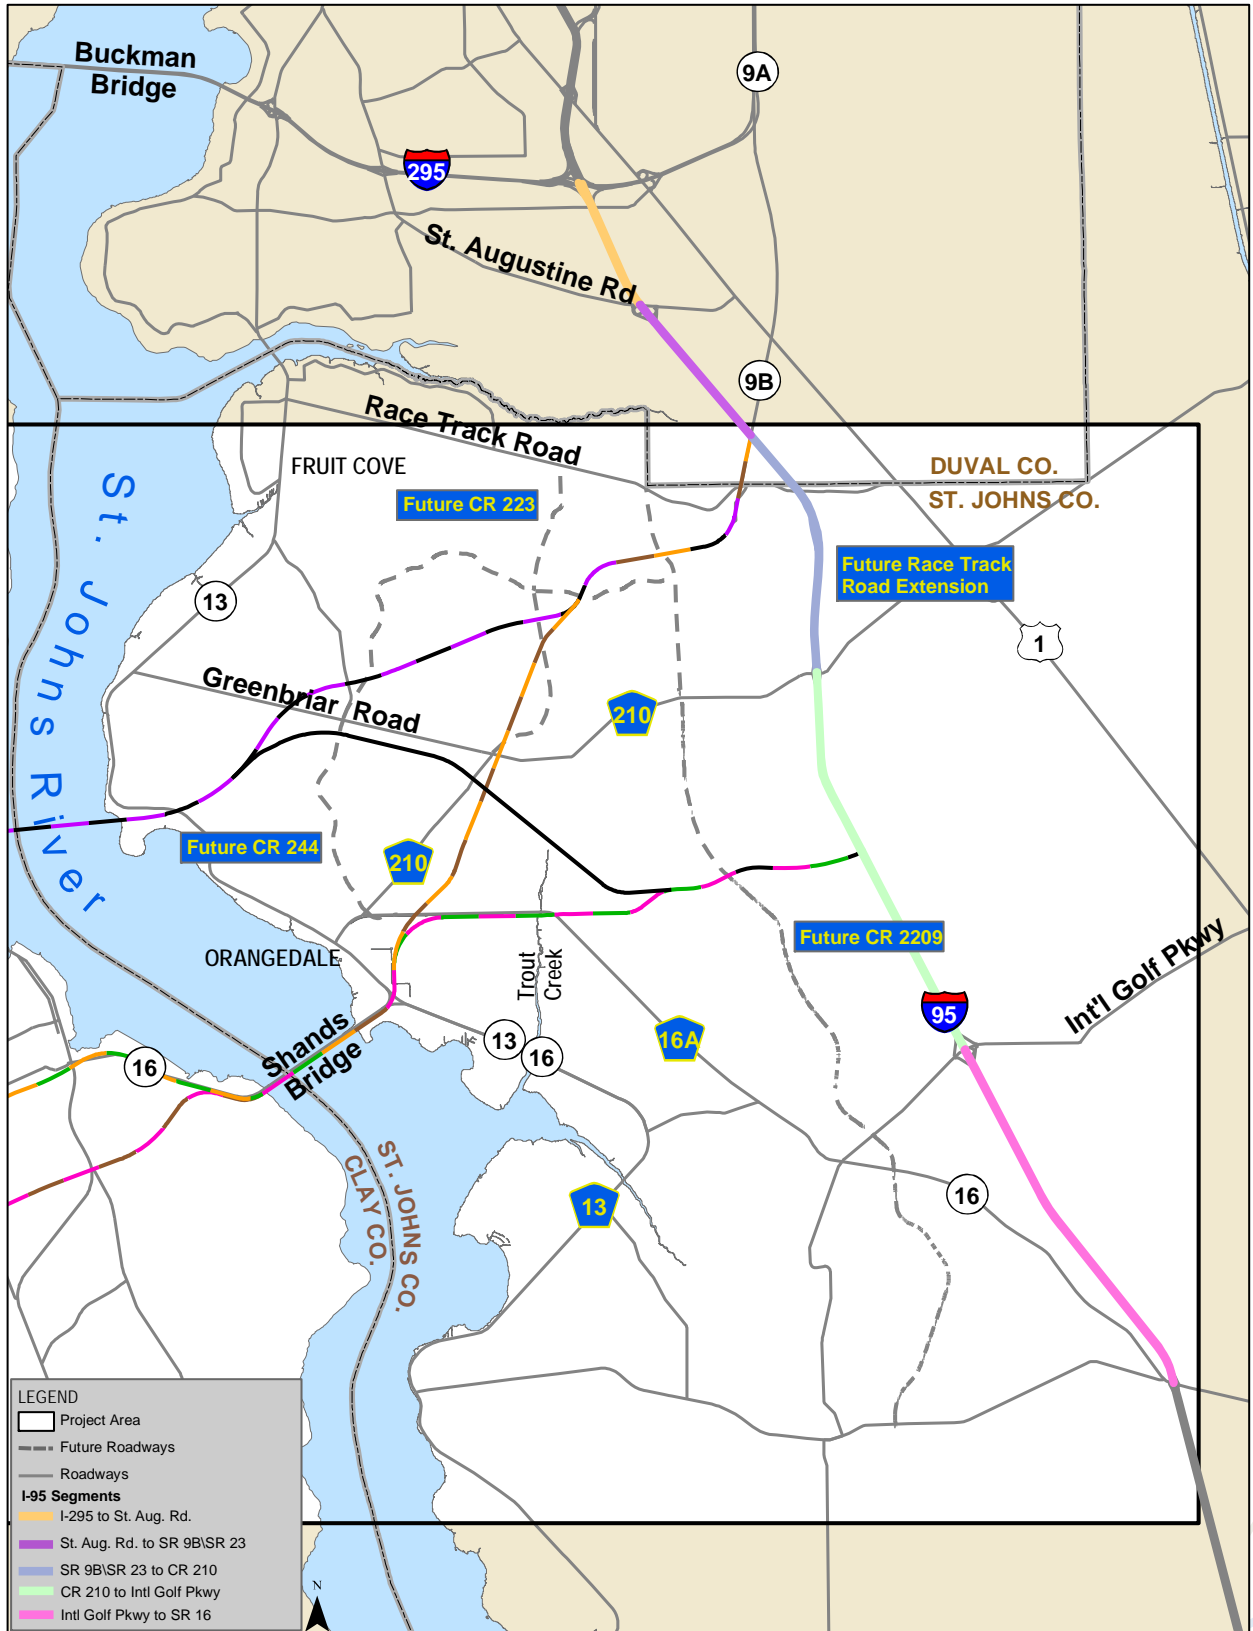 Buckman
Bridge
9A
295
St. Augustine Rd
9B
Race Track Road
FRUIT COVE
DUVAL CO.
ST. JOHNS CO.
Future CR 223
St. Johns River
Future Race Track
Road Extension
13
1
Greenbriar Road
210
Future CR 244
210
Future CR 2209
ORANGEDALE
Trout
Creek
Int'l Golf Pkwy
95
Shands
Bridge
13
16
16A
16
ST. JOHNS CO.
CLAY CO.
13
16
LEGEND
Project Area
Future Roadways
Roadways
I-95 Segments
I-295 to St. Aug. Rd.
St. Aug. Rd. to SR 9B\SR 23
SR 9B\SR 23 to CR 210
CR 210 to Intl Golf Pkwy
Intl Golf Pkwy to SR 16
N